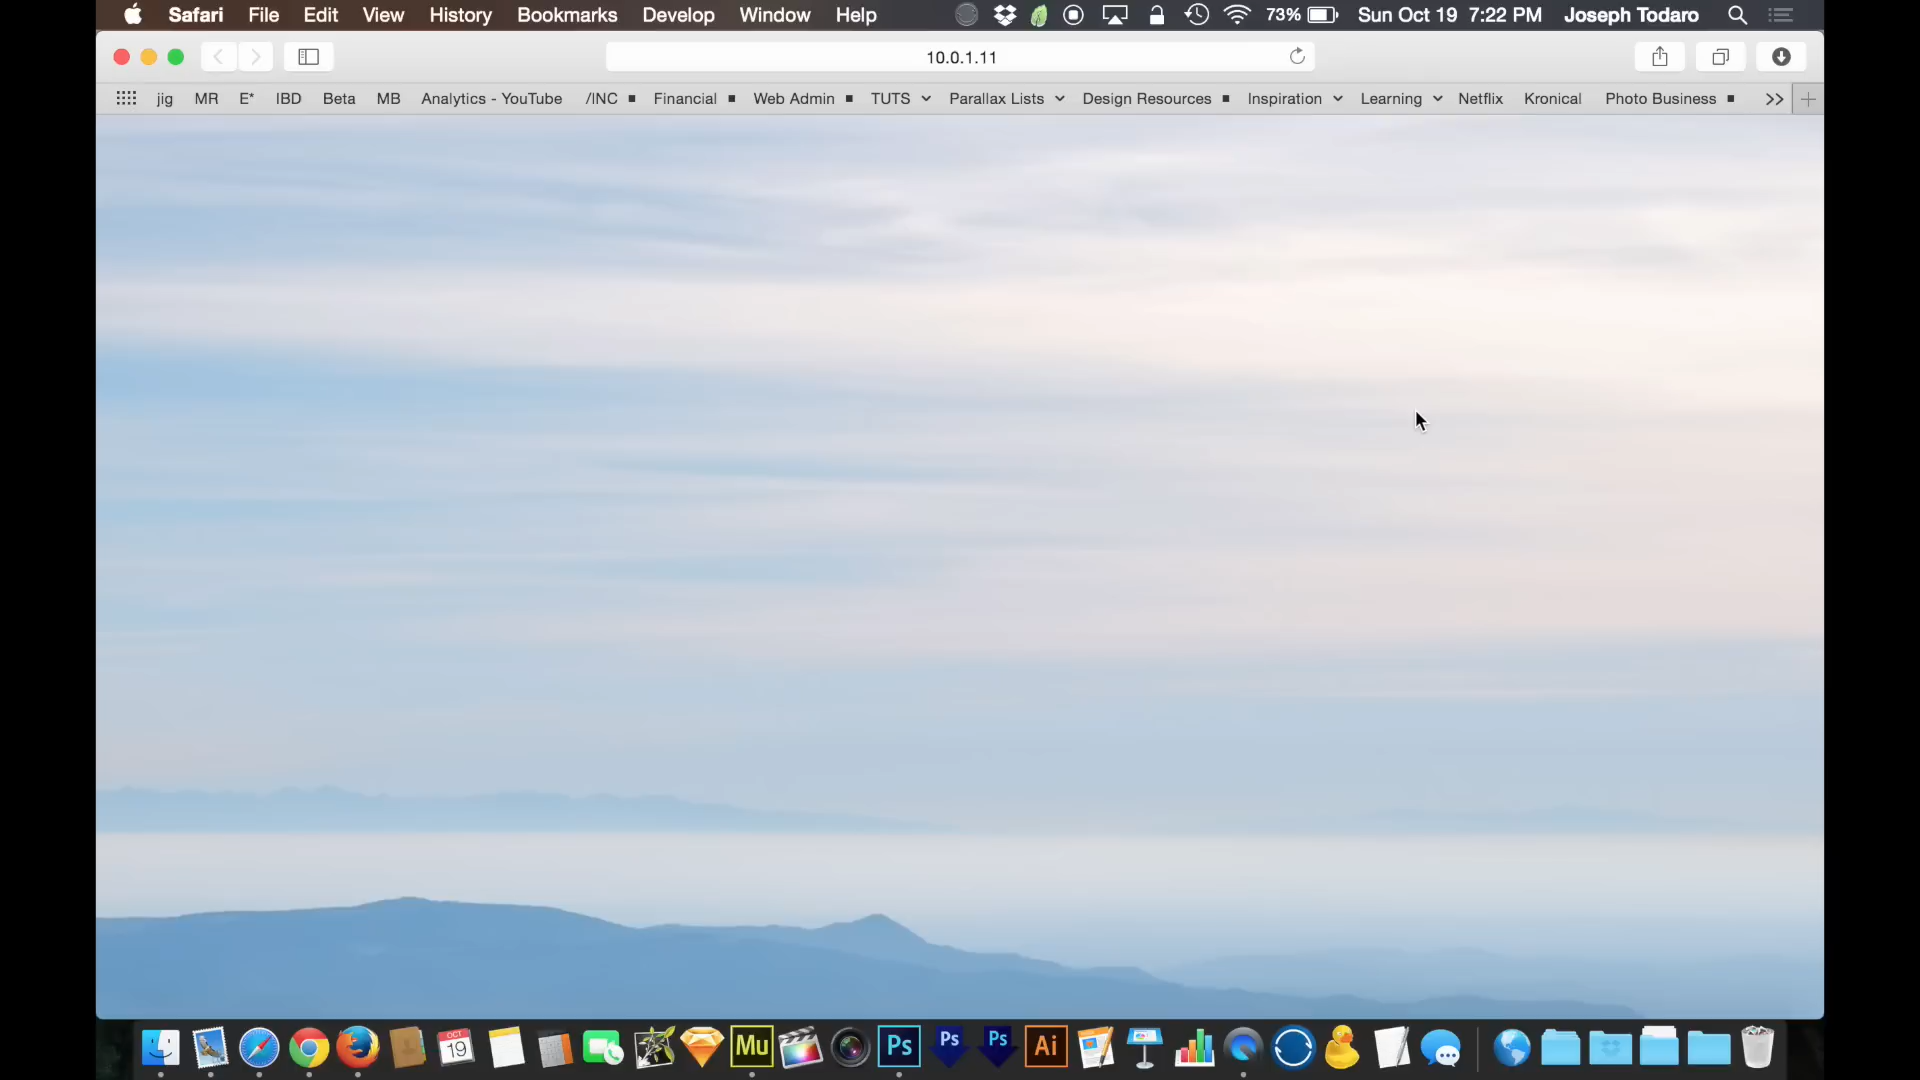 Safari File Edit View History Bookmarks Develop Window Help 73% Sun Oct 19 7:22 PM Joseph Todaro
10.0.1.11
jig MR E* IBD Beta MB Analytics - YouTube /INC Financial Web Admin TUTS Parallax Lists Design Resources Inspiration Learning Netflix Kronical Photo Business
OCT 19 Mu Ps Ps Ps Ai